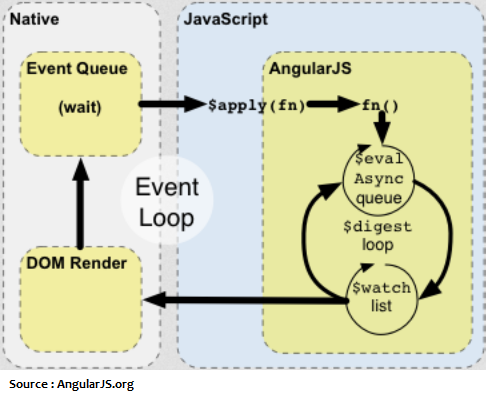 Native
JavaScript
Event Queue
(wait)
AngularJS
$apply(fn)
fn()
$eval
Async
queue
Event
Loop
$digest
loop
DOM Render
$watch
list
Source : AngularJS.org